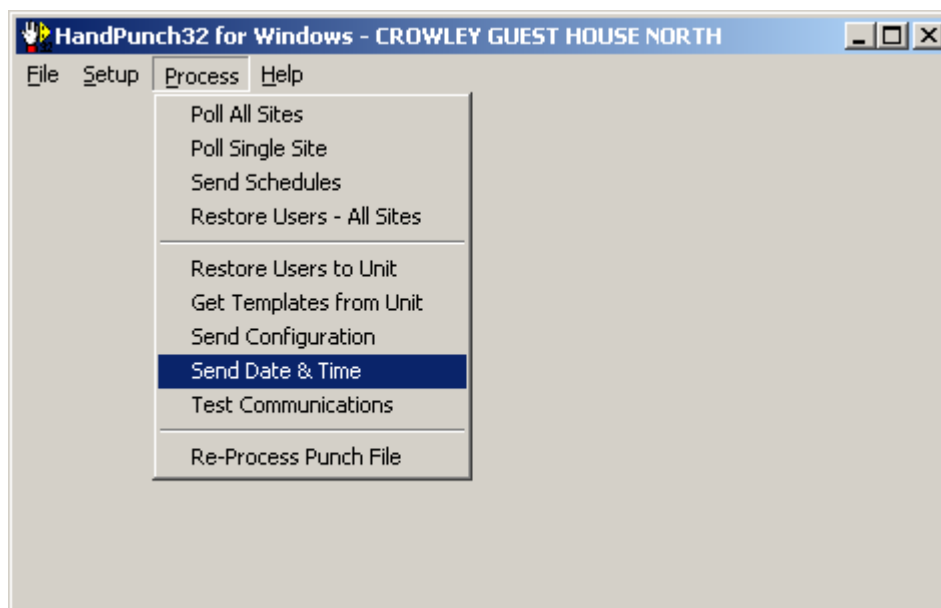 HandPunch32 for Windows - CROWLEY GUEST HOUSE NORTH
File Setup Process Help
Poll All Sites
Poll Single Site
Send Schedules
Restore Users - All Sites
Restore Users to Unit
Get Templates from Unit
Send Configuration
Send Date & Time
Test Communications
Re-Process Punch File